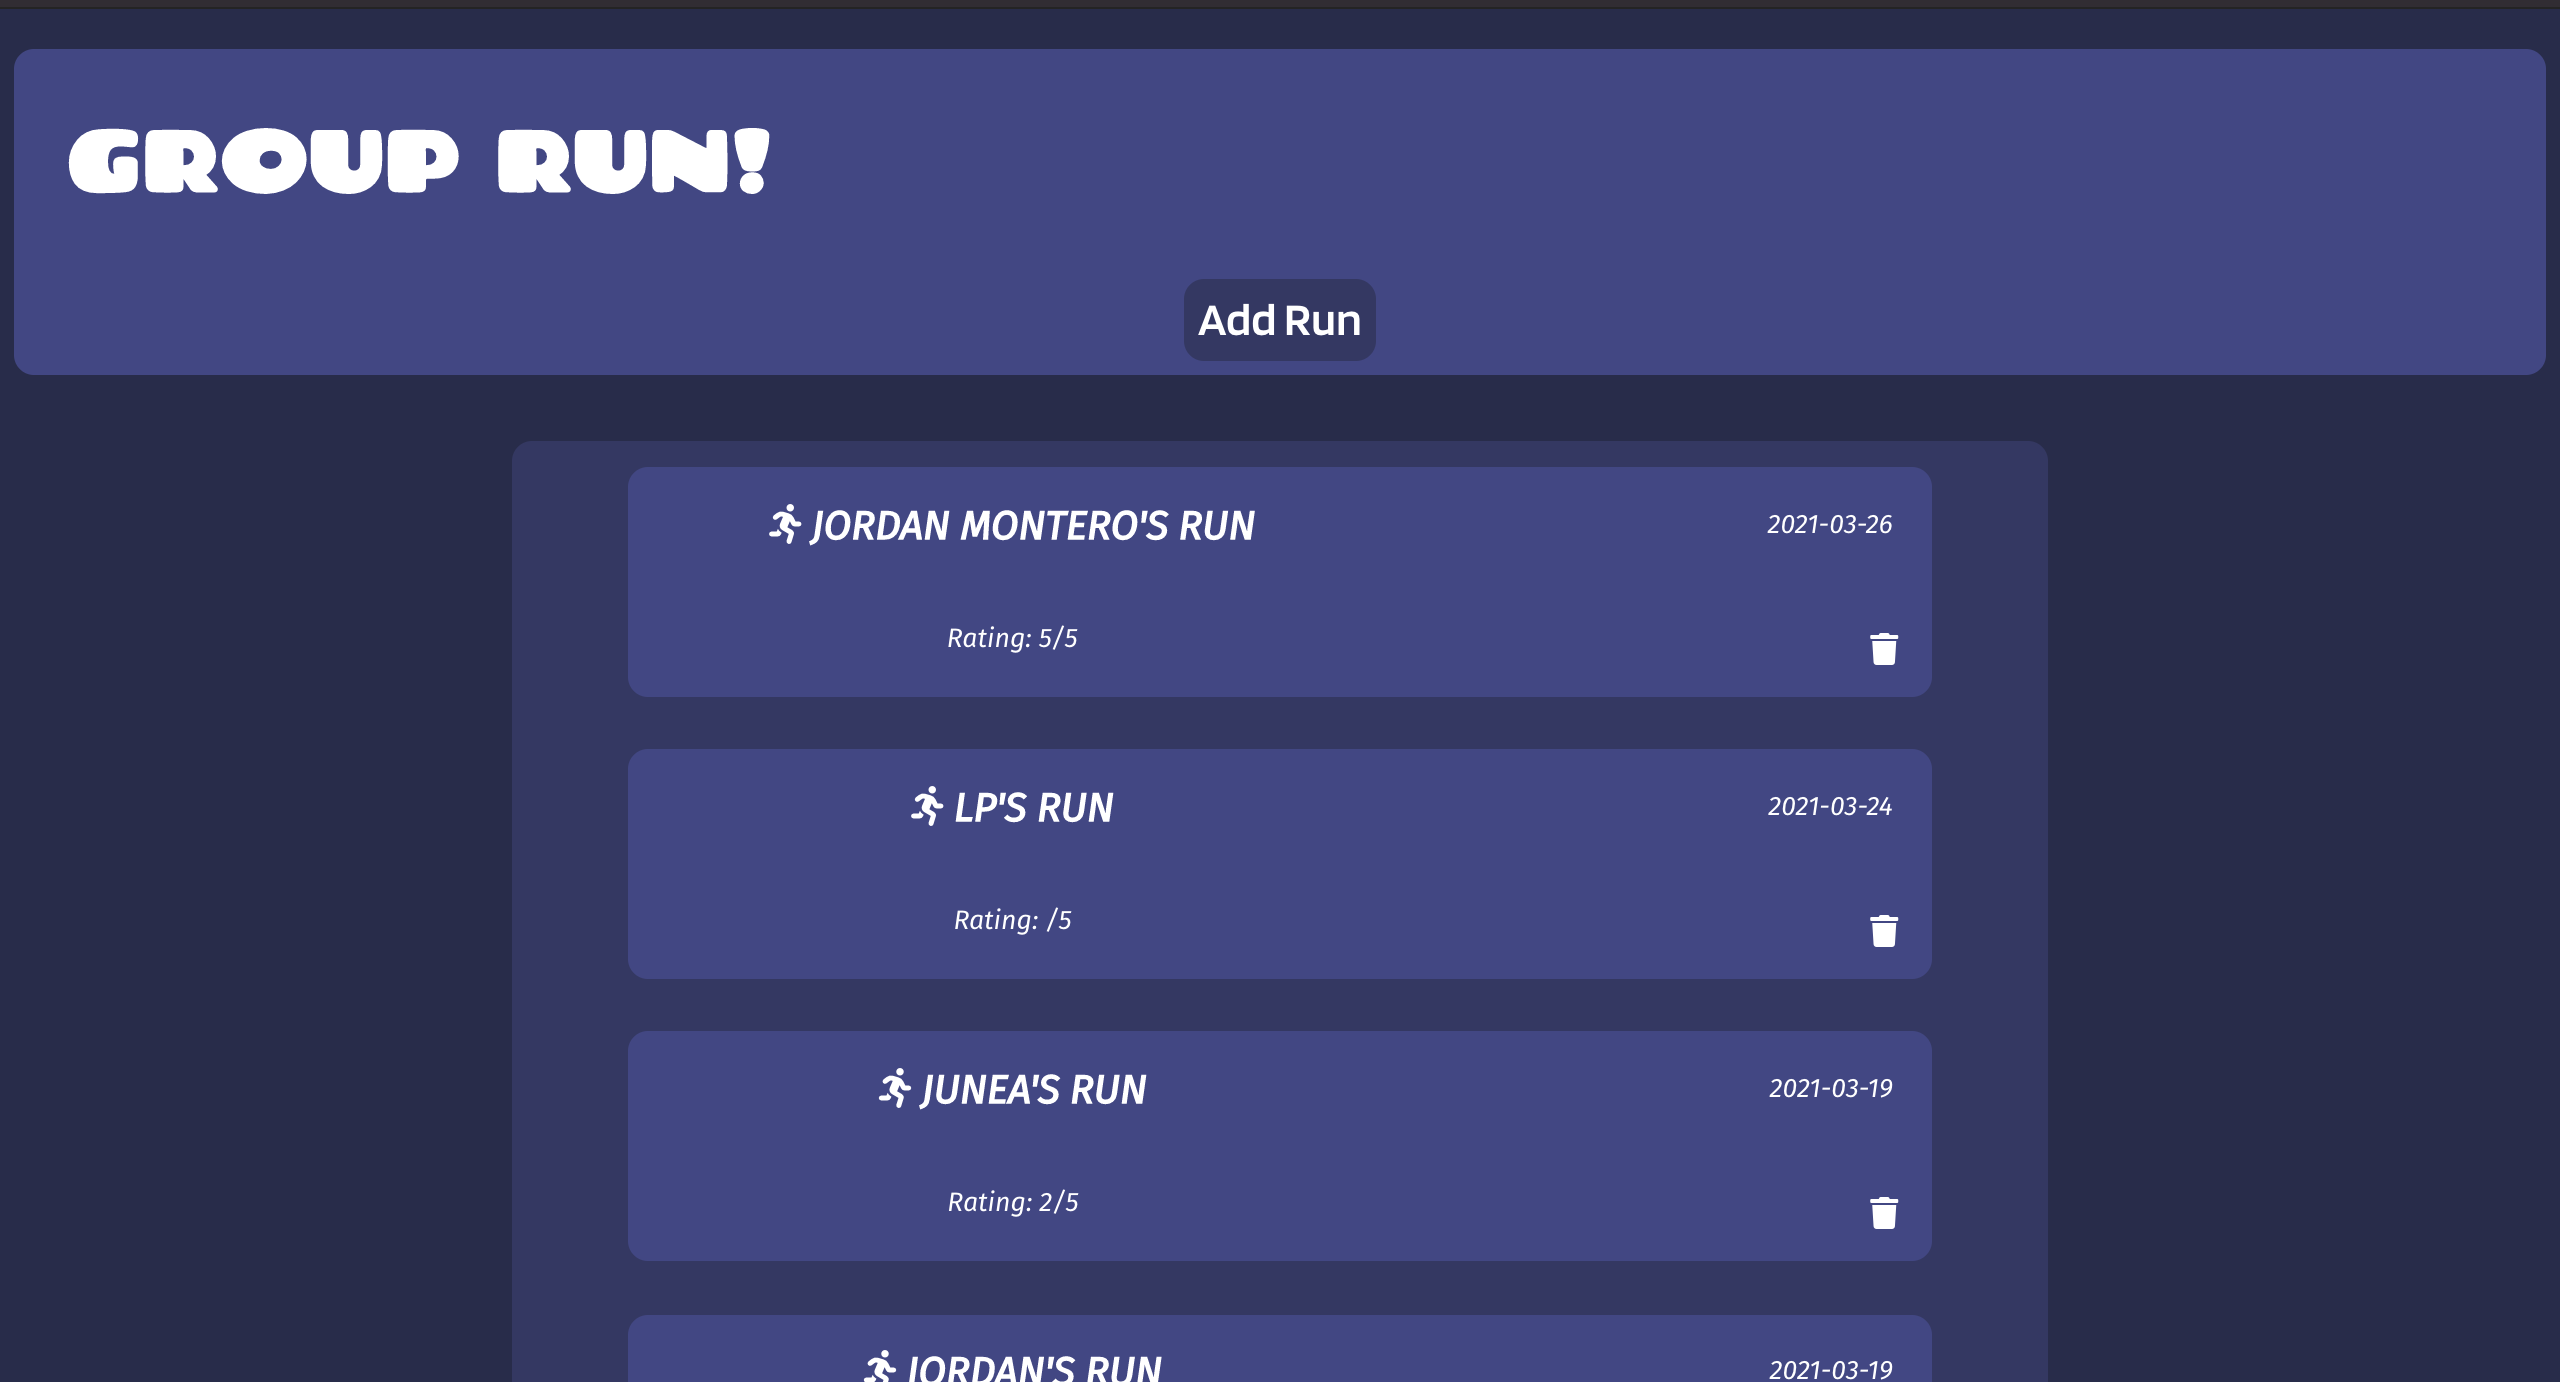 GROUP RUN!
Add Run
JORDAN MONTERO'S RUN 2021-03-26
Rating: 5/5
LP'S RUN 2021-03-24
Rating: /5
JUNEA'S RUN 2021-03-19
Rating: 2/5
JORDAN'S RUN 2021-03-19